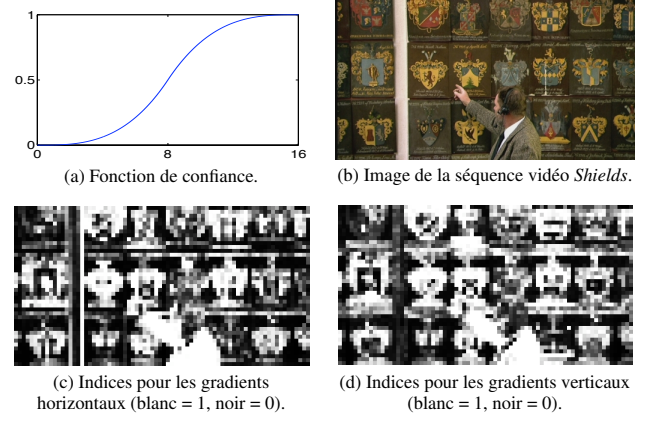 1
0.5
0
0 8 16
(a) Fonction de confiance.
(b) Image de la séquence vidéo Shields.
(c) Indices pour les gradients
horizontaux (blanc = 1, noir = 0).
(d) Indices pour les gradients verticaux
(blanc = 1, noir = 0).